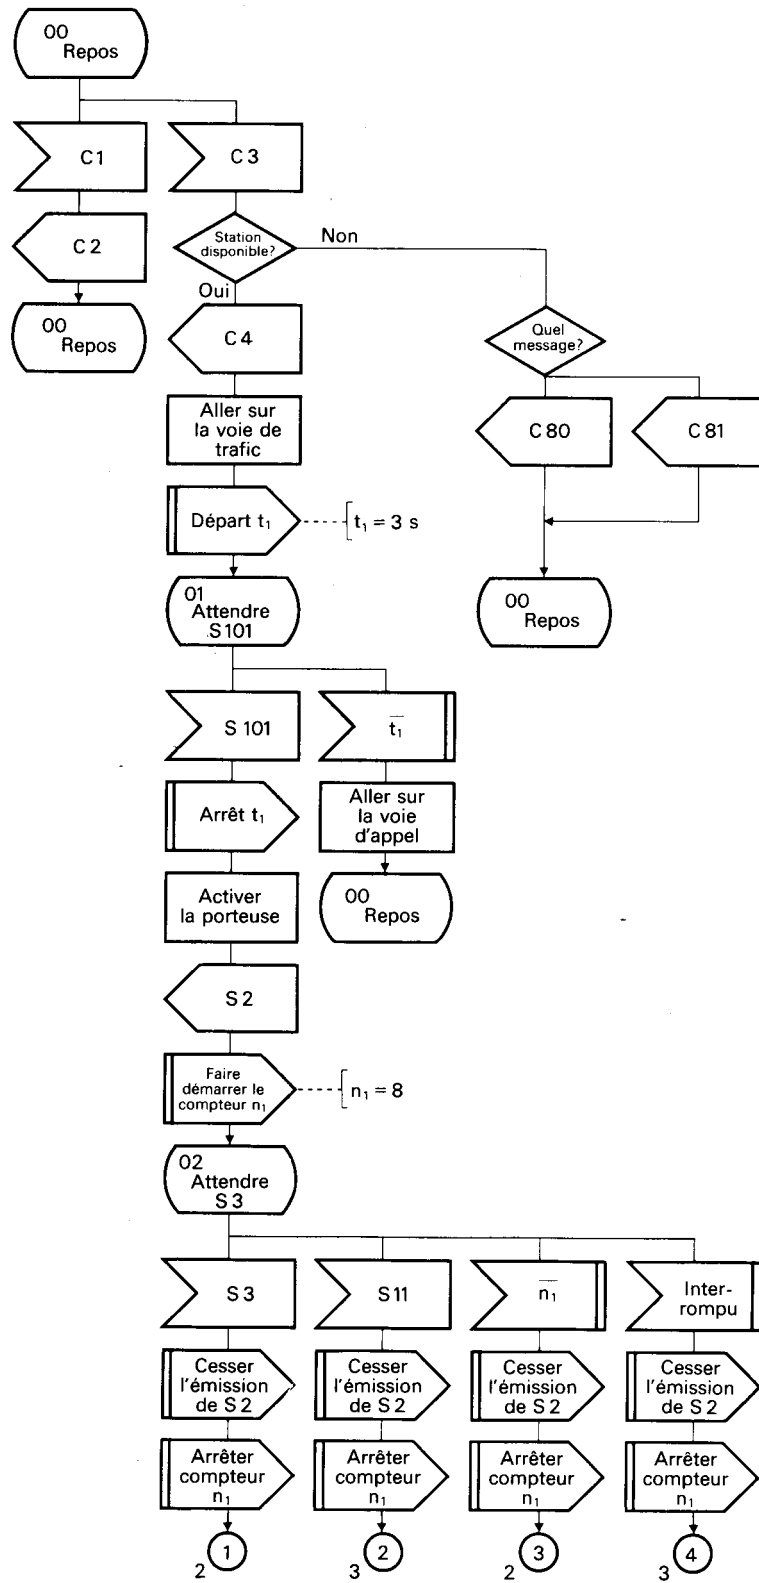 00
Repos
C1
C3
C2
Station
disponible?
Non
Oui
00
Repos
C4
Quel
message?
Aller sur
la voie de
trafic
C80
C81
Départ t₁
t₁ = 3 s
01
Attendre
S101
00
Repos
S101
t̅₁
Arrêt t₁
Aller sur
la voie
d'appel
Activer
la porteuse
00
Repos
S2
Faire
démarrer le
compteur n₁
n₁ = 8
02
Attendre
S3
S3
S11
n̅₁
Inter-
rompu
Cesser
l'émission
de S2
Cesser
l'émission
de S2
Cesser
l'émission
de S2
Cesser
l'émission
de S2
Arrêter
compteur
n₁
Arrêter
compteur
n₁
Arrêter
compteur
n₁
Arrêter
compteur
n₁
1
2
2
3
3
2
4
3